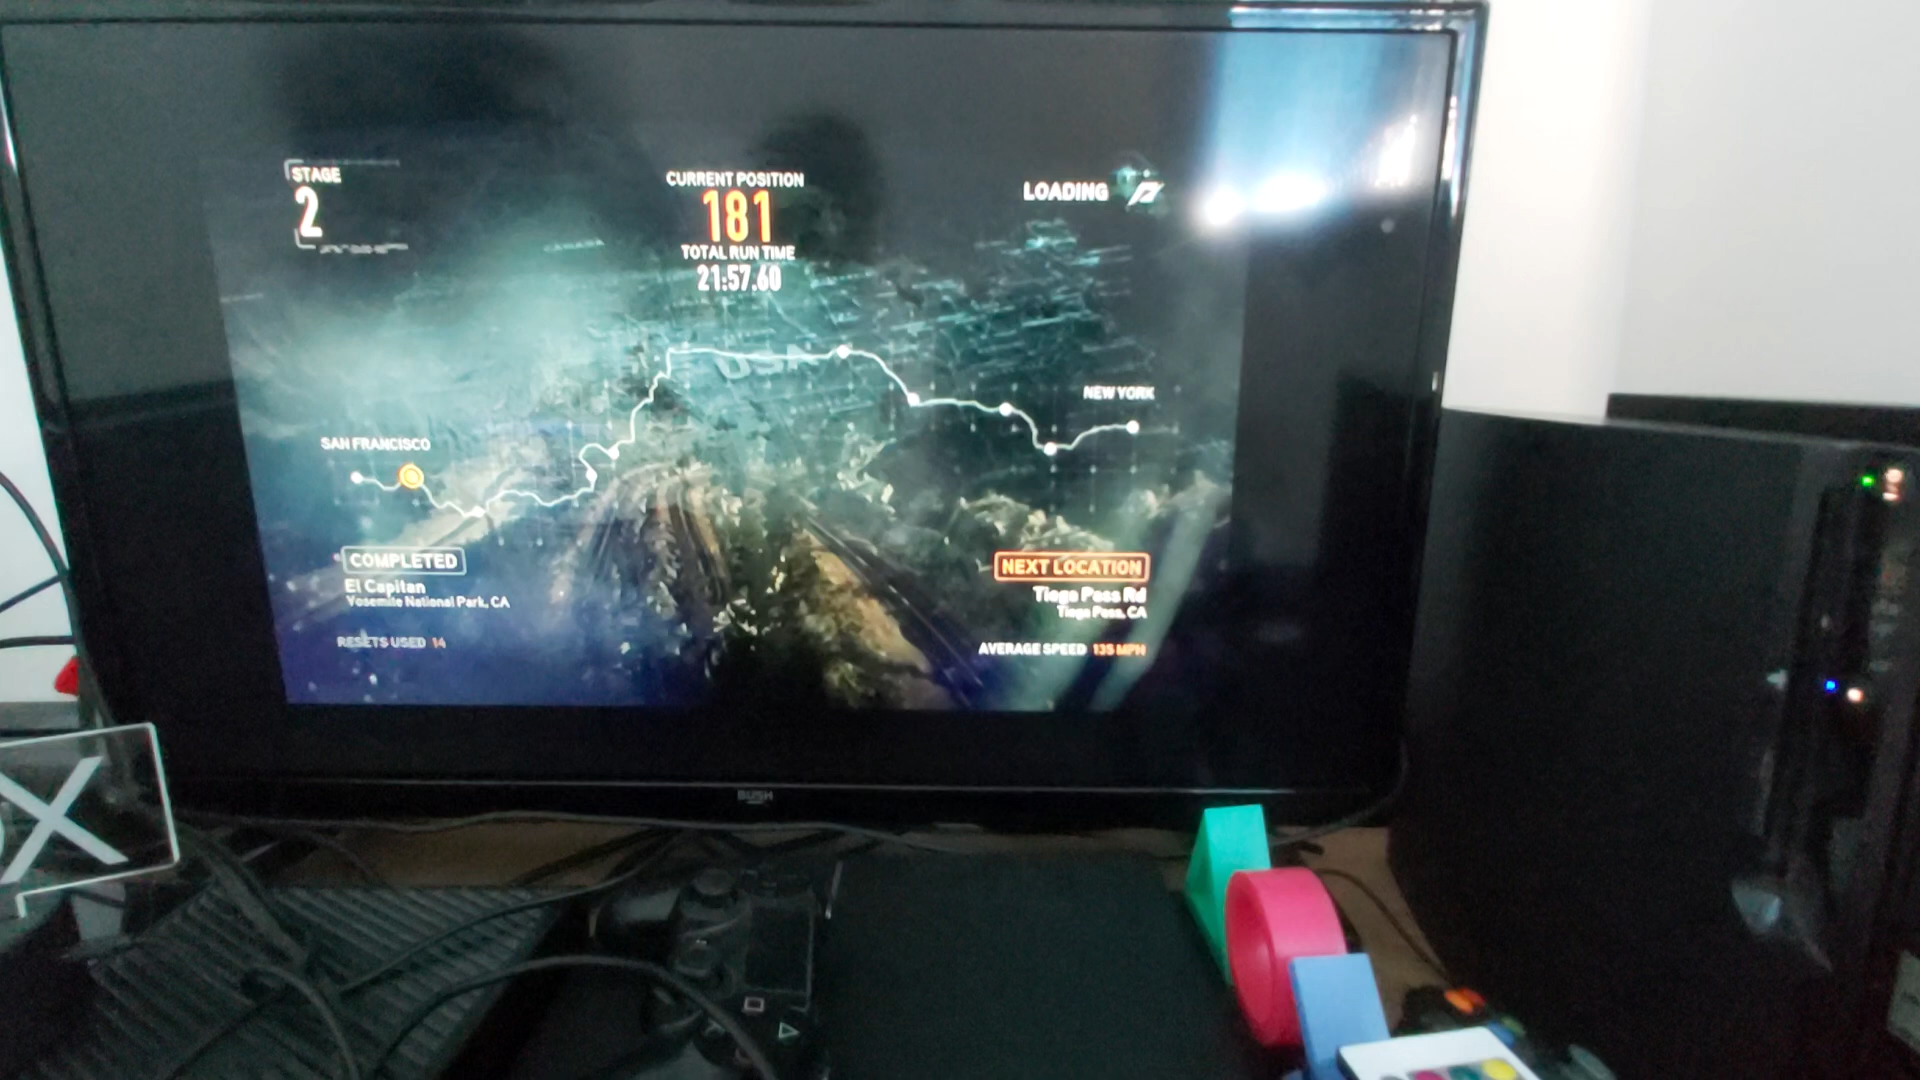 STAGE
2
CURRENT POSITION
181
TOTAL RUN TIME
21:57.60
LOADING
USA
NEW YORK
SAN FRANCISCO
COMPLETED
El Capitan
Yosemite National Park, CA
RESETS USED 14
NEXT LOCATION
Tioga Pass Rd
Tioga Pass, CA
AVERAGE SPEED 135 MPH
BUSH
X